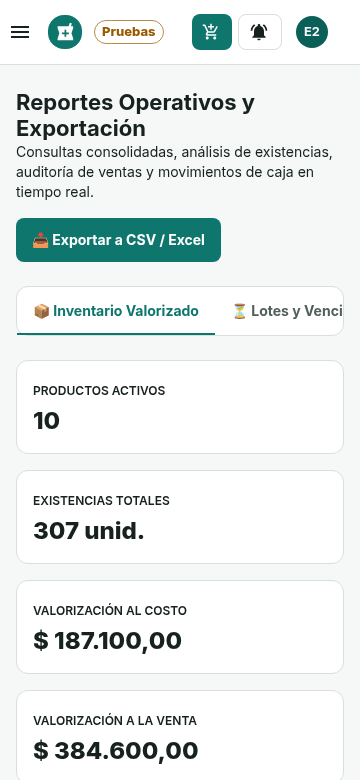 Pruebas
E2
Reportes Operativos y
Exportación
Consultas consolidadas, análisis de existencias,
auditoría de ventas y movimientos de caja en
tiempo real.
📤 Exportar a CSV / Excel
📦 Inventario Valorizado
⏳ Lotes y Venci
PRODUCTOS ACTIVOS
10
EXISTENCIAS TOTALES
307 unid.
VALORIZACIÓN AL COSTO
$ 187.100,00
VALORIZACIÓN A LA VENTA
$ 384.600,00